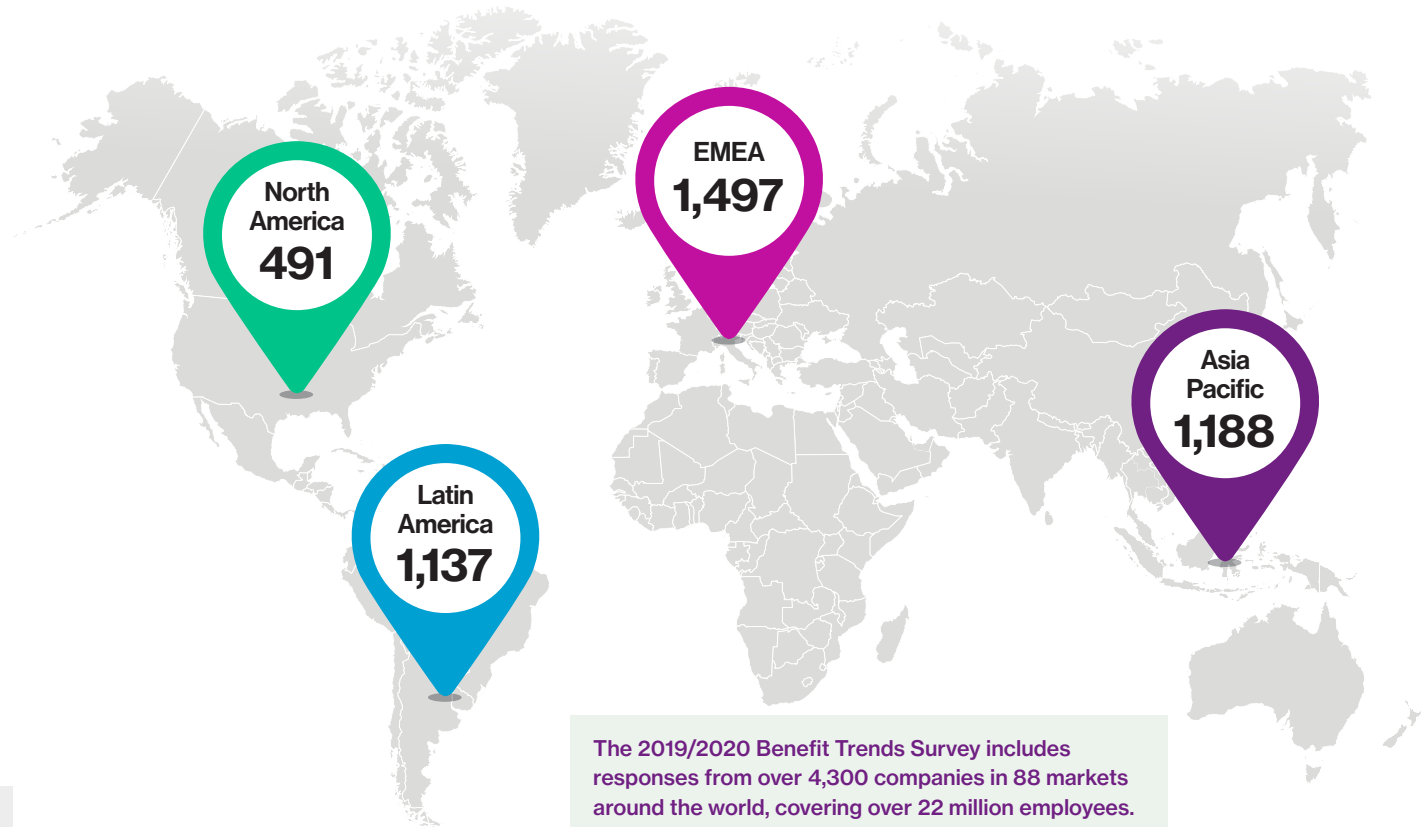 EMEA
1,497
North
America
491
Asia
Pacific
1,188
Latin
America
1,137
The 2019/2020 Benefit Trends Survey includes
responses from over 4,300 companies in 88 markets
around the world, covering over 22 million employees.